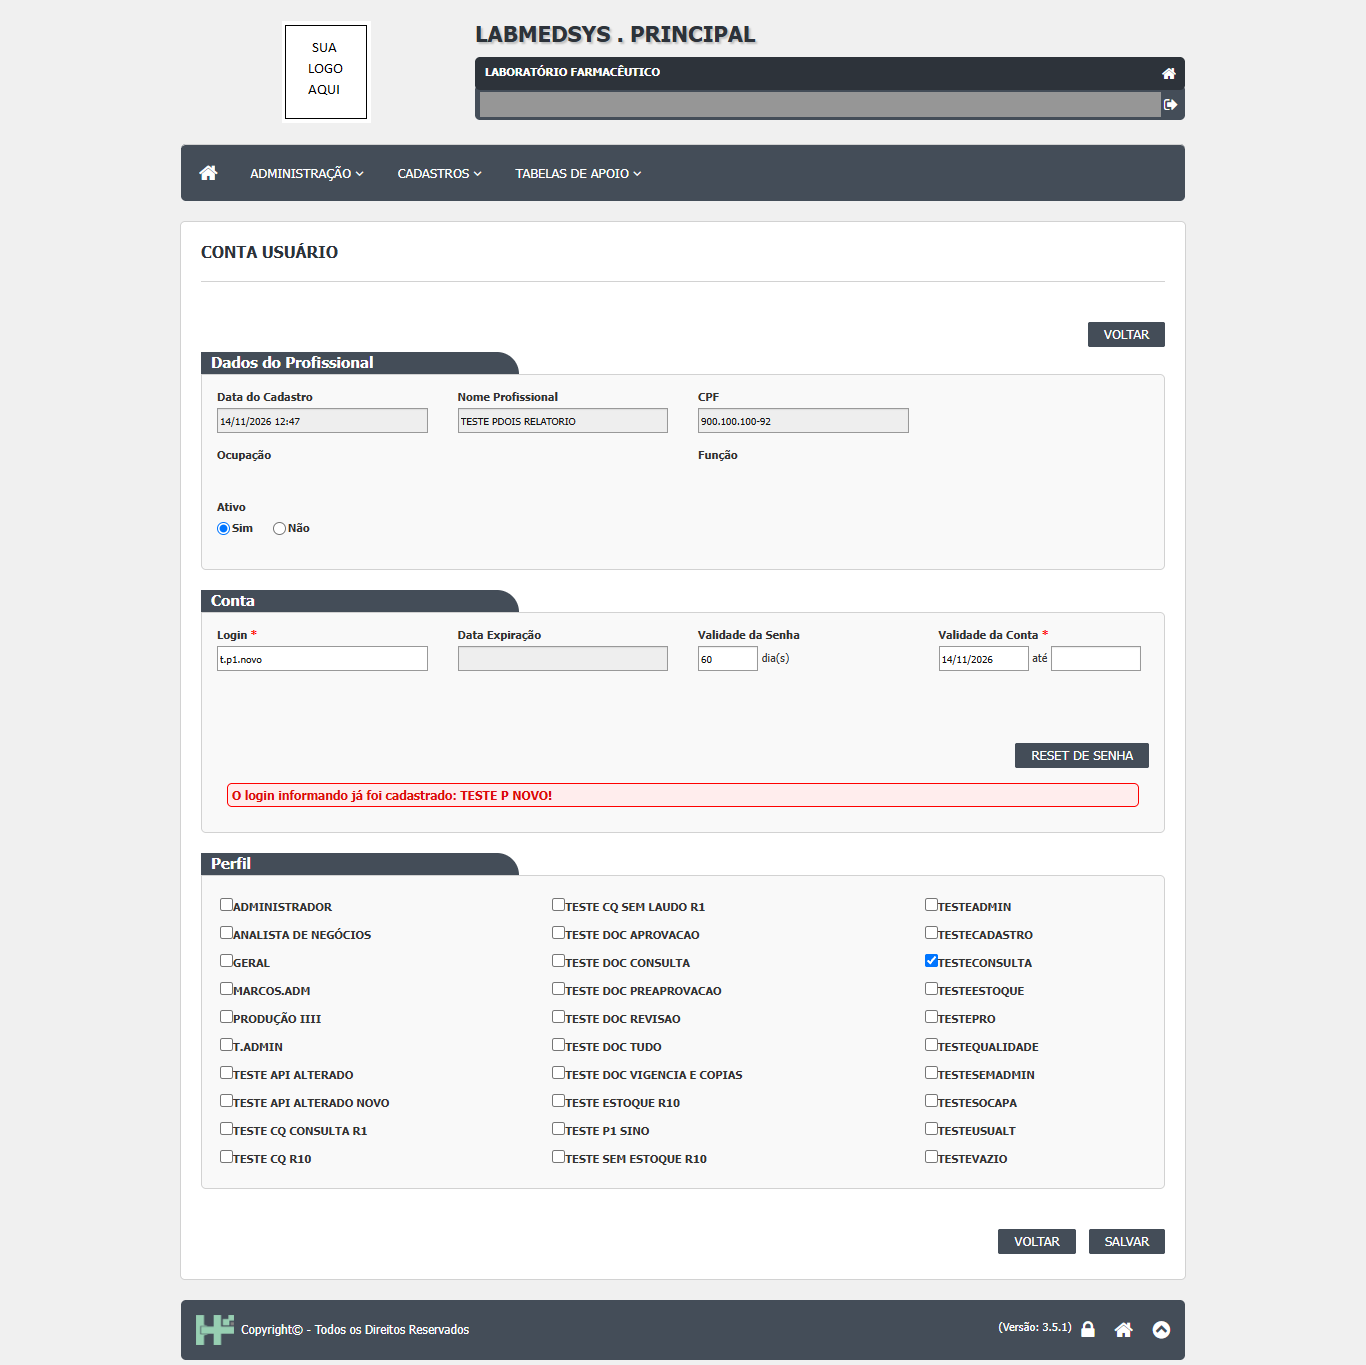 SUA
LOGO
AQUI
LABMEDSYS . PRINCIPAL
LABORATÓRIO FARMACÊUTICO
ADMINISTRAÇÃO
CADASTROS
TABELAS DE APOIO
CONTA USUÁRIO
VOLTAR
Dados do Profissional
Data do Cadastro
Nome Profissional
CPF
14/11/2026 12:47
TESTE PDOIS RELATORIO
900.100.100-92
Ocupação
Função
Ativo
Sim
Não
Conta
Login *
Data Expiração
Validade da Senha
Validade da Conta *
t.p1.novo
60
dia(s)
14/11/2026
até
RESET DE SENHA
O login informando já foi cadastrado: TESTE P NOVO!
Perfil
ADMINISTRADOR
TESTE CQ SEM LAUDO R1
TESTEADMIN
ANALISTA DE NEGÓCIOS
TESTE DOC APROVACAO
TESTECADASTRO
GERAL
TESTE DOC CONSULTA
TESTECONSULTA
MARCOS.ADM
TESTE DOC PREAPROVACAO
TESTEESTOQUE
PRODUÇÃO IIII
TESTE DOC REVISAO
TESTEPRO
T.ADMIN
TESTE DOC TUDO
TESTEQUALIDADE
TESTE API ALTERADO
TESTE DOC VIGENCIA E COPIAS
TESTESEMADMIN
TESTE API ALTERADO NOVO
TESTE ESTOQUE R10
TESTESOCAPA
TESTE CQ CONSULTA R1
TESTE P1 SINO
TESTEUSUALT
TESTE CQ R10
TESTE SEM ESTOQUE R10
TESTEVAZIO
VOLTAR
SALVAR
Copyright© - Todos os Direitos Reservados
(Versão: 3.5.1)